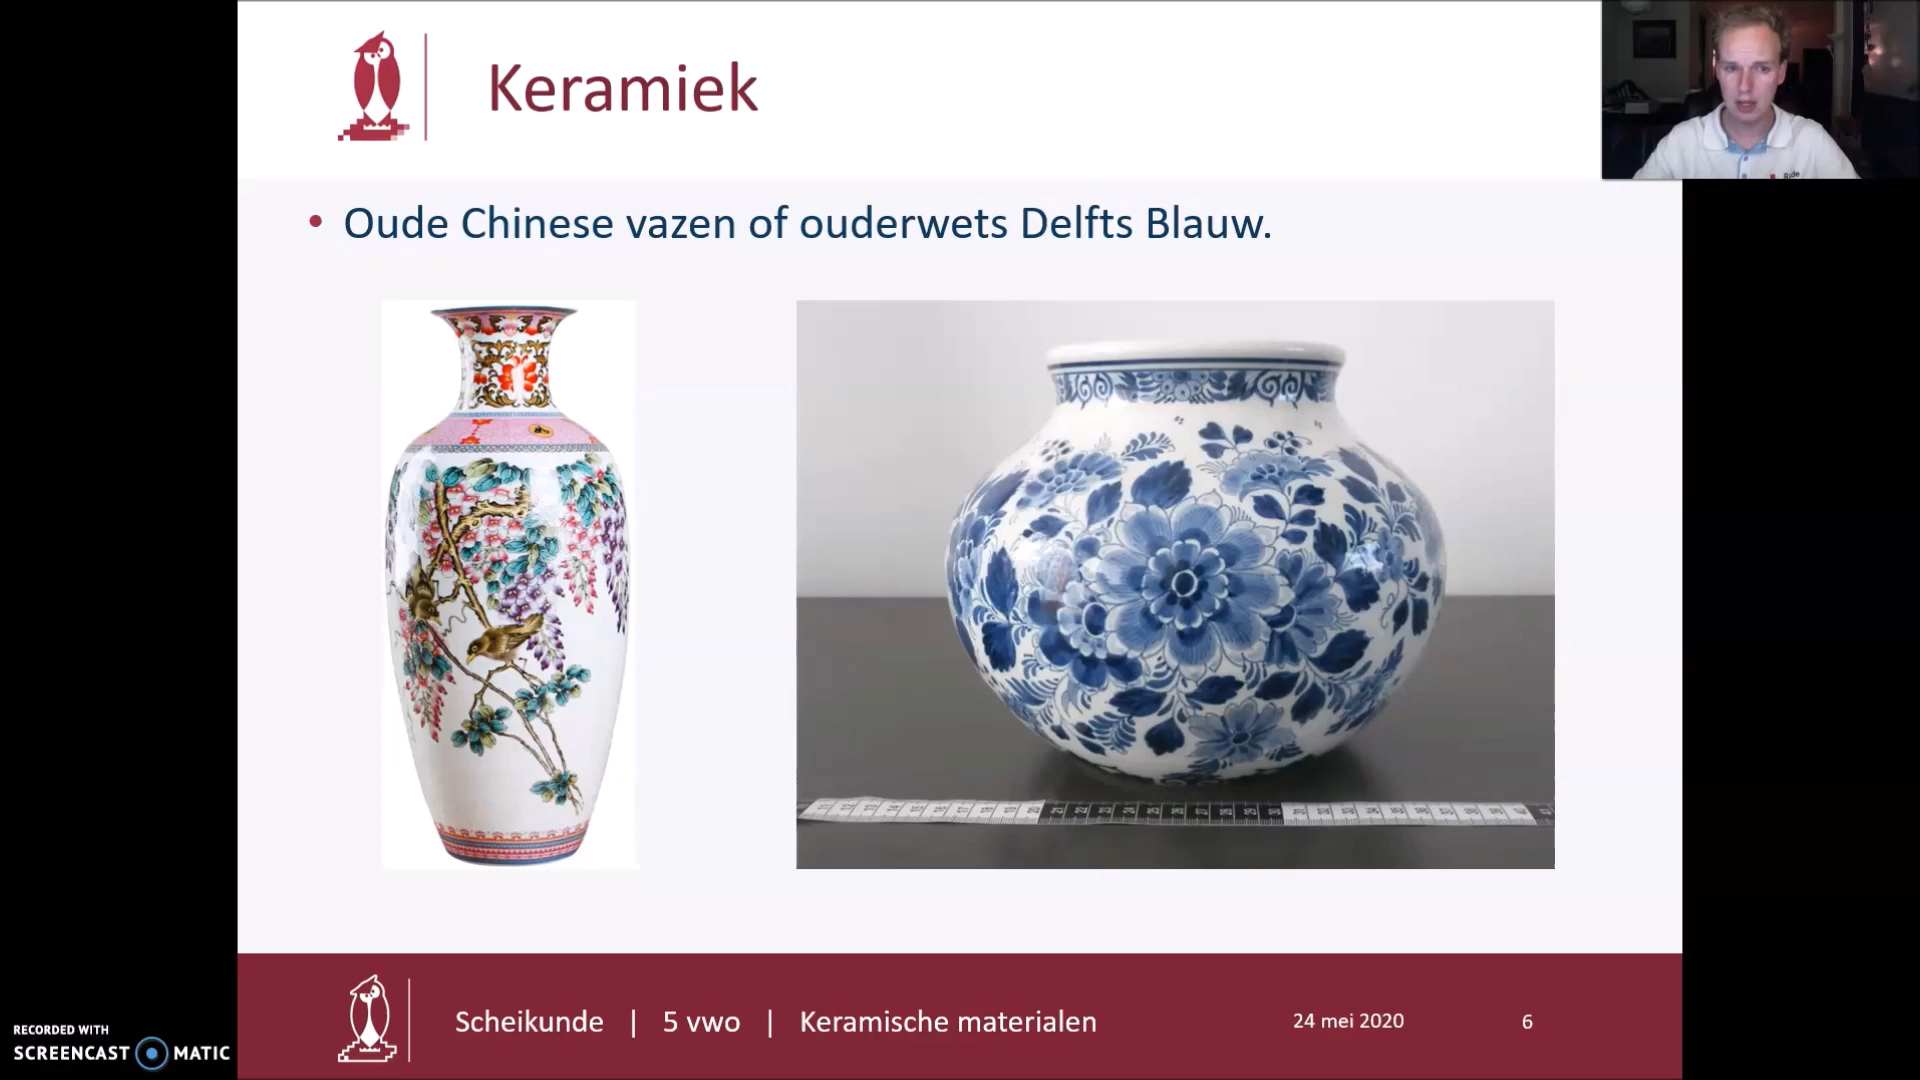 Keramiek
• Oude Chinese vazen of ouderwets Delfts Blauw.
Scheikunde | 5 vwo | Keramische materialen
24 mei 2020
6
RECORDED WITH
SCREENCAST MATIC